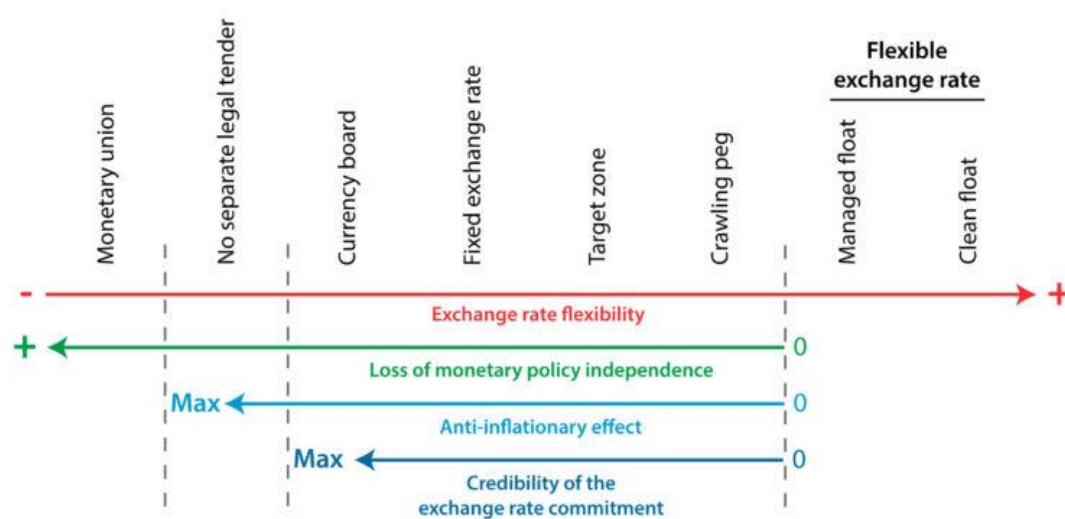 Flexible
exchange rate
Monetary union
No separate legal tender
Currency board
Fixed exchange rate
Target zone
Crawling peg
Managed float
Clean float
- +
Exchange rate flexibility
+ 0
Loss of monetary policy independence
Max 0
Anti-inflationary effect
Max 0
Credibility of the
exchange rate commitment